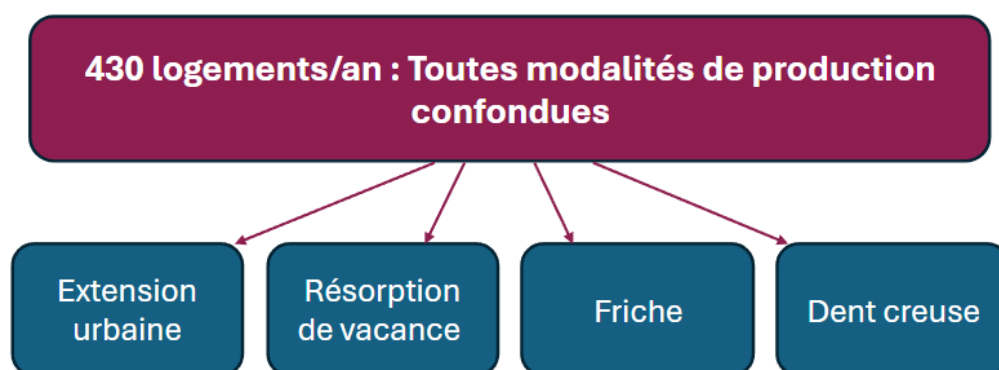 430 logements/an : Toutes modalités de production
confondues
Extension
urbaine
Résorption
de vacance
Friche
Dent creuse